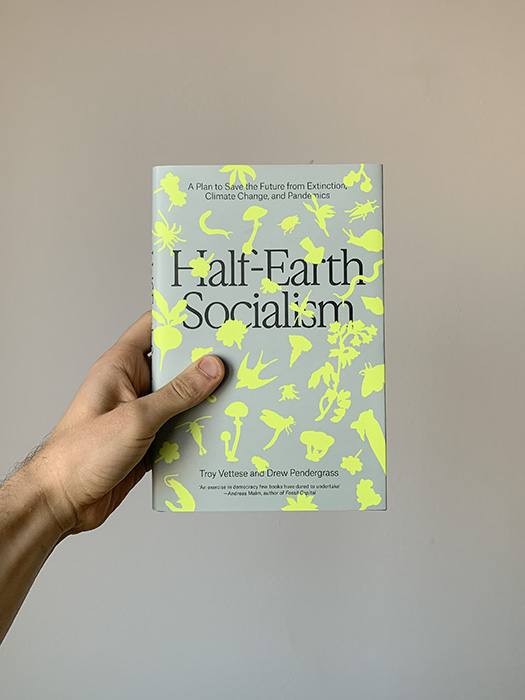 A Plan to Save the Future from Extinction,
Climate Change, and Pandemics
Half-Earth
Socialism
Troy Vettese and Drew Pendergrass
'An exercise in democracy few books have dared to undertake'
—Andreas Malm, author of Fossil Capital